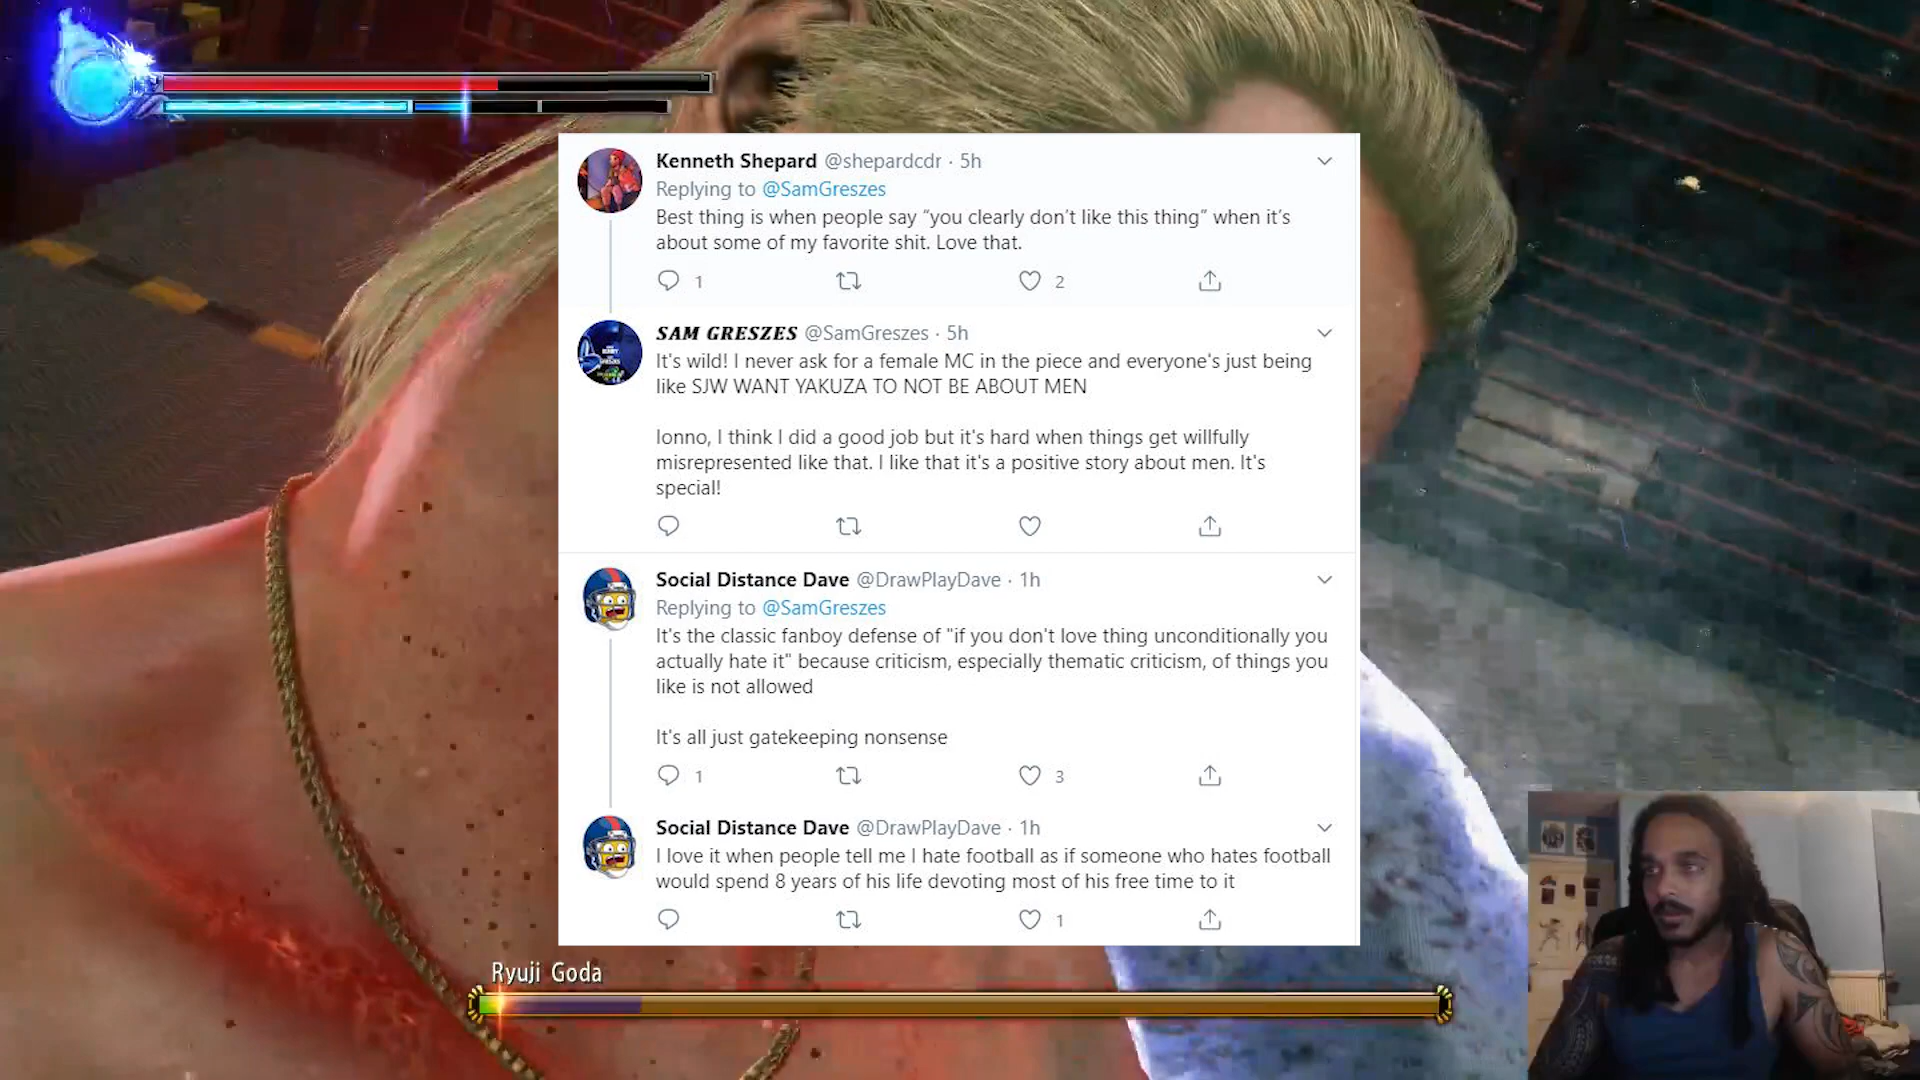 Kenneth Shepard @shepardcdr · 5h
Replying to @SamGreszes
Best thing is when people say “you clearly don’t like this thing” when it’s
about some of my favorite shit. Love that.
1 2
SAM GRESZES @SamGreszes · 5h
It's wild! I never ask for a female MC in the piece and everyone's just being
like SJW WANT YAKUZA TO NOT BE ABOUT MEN
Ionno, I think I did a good job but it's hard when things get willfully
misrepresented like that. I like that it's a positive story about men. It's
special!
Social Distance Dave @DrawPlayDave · 1h
Replying to @SamGreszes
It's the classic fanboy defense of "if you don't love thing unconditionally you
actually hate it" because criticism, especially thematic criticism, of things you
like is not allowed
It's all just gatekeeping nonsense
1 3
Social Distance Dave @DrawPlayDave · 1h
I love it when people tell me I hate football as if someone who hates football
would spend 8 years of his life devoting most of his free time to it
1
Ryuji Goda